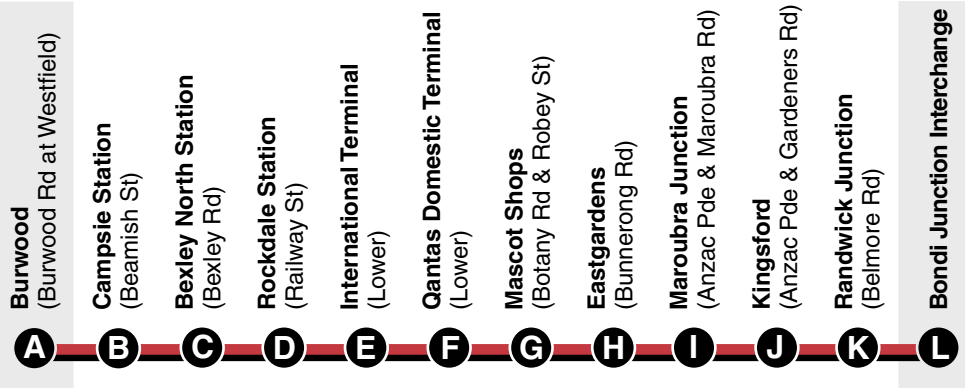 Burwood
(Burwood Rd at Westfield)
Campsie Station
(Beamish St)
Bexley North Station
(Bexley Rd)
Rockdale Station
(Railway St)
International Terminal
(Lower)
Qantas Domestic Terminal
(Lower)
Mascot Shops
(Botany Rd & Robey St)
Eastgardens
(Bunnerong Rd)
Maroubra Junction
(Anzac Pde & Maroubra Rd)
Kingsford
(Anzac Pde & Gardeners Rd)
Randwick Junction
(Belmore Rd)
Bondi Junction Interchange
A B C D E F G H I J K L